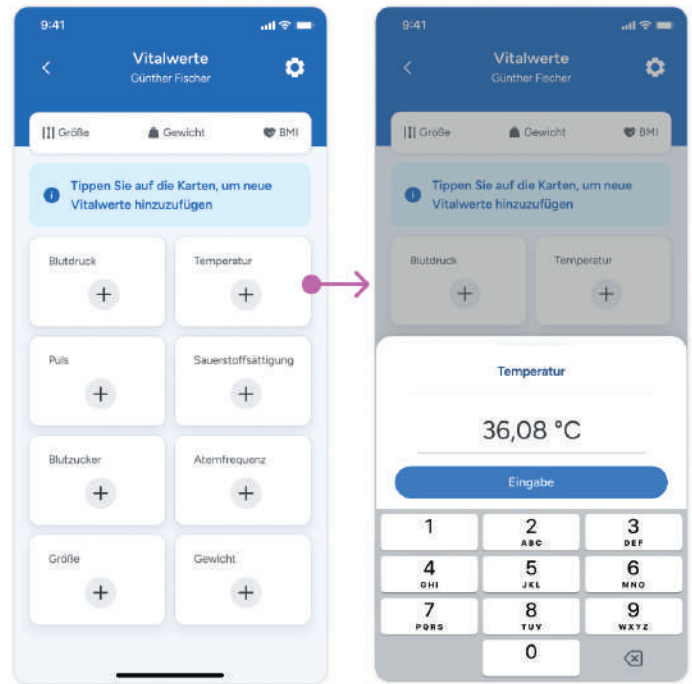 9:41
Vitalwerte
Günther Fischer
Größe
Gewicht
BMI
Tippen Sie auf die Karten, um neue
Vitalwerte hinzuzufügen
Blutdruck
Temperatur
Puls
Sauerstoffsättigung
Blutzucker
Atemfrequenz
Größe
Gewicht
9:41
Vitalwerte
Günther Fischer
Größe
Gewicht
BMI
Tippen Sie auf die Karten, um neue
Vitalwerte hinzuzufügen
Blutdruck
Temperatur
Temperatur
36,08 °C
Eingabe
1
2
ABC
3
DEF
4
GHI
5
JKL
6
MNO
7
PQRS
8
TUV
9
WXYZ
0